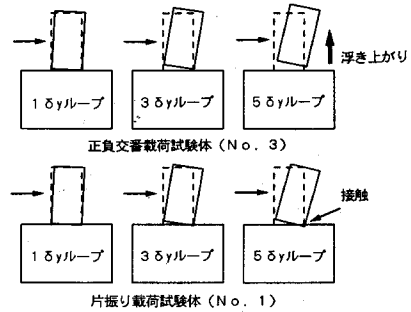 浮き上がり
1δyループ 3δyループ 5δyループ
正負交番載荷試験体(No.3)
接触
1δyループ 3δyループ 5δyループ
片振り載荷試験体(No.1)